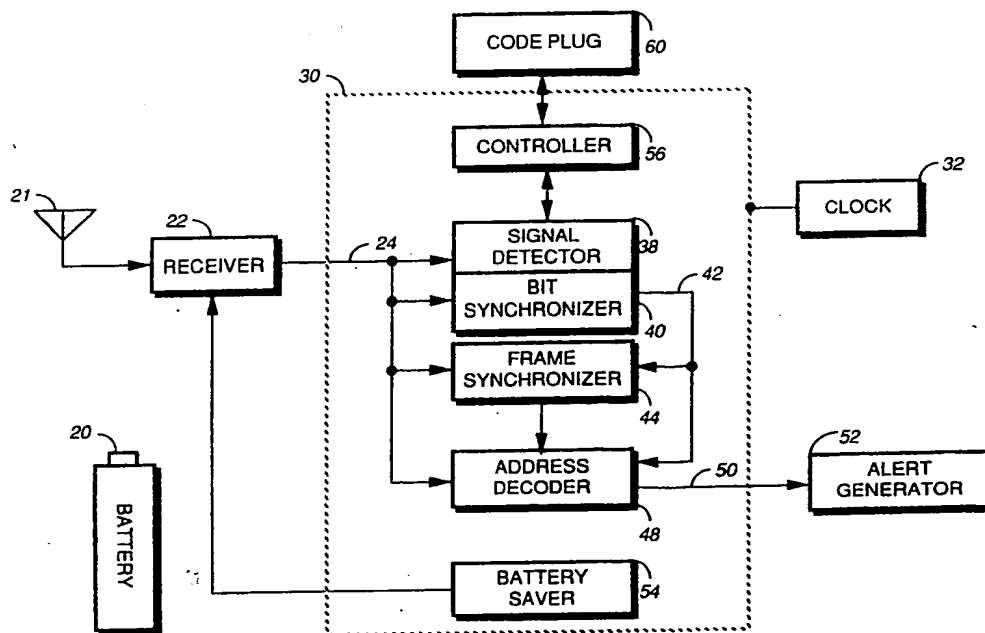 CODE PLUG
60
30
CONTROLLER
56
32
CLOCK
21
22
RECEIVER
24
SIGNAL
DETECTOR
38
42
BIT
SYNCHRONIZER
40
FRAME
SYNCHRONIZER
44
20
BATTERY
ADDRESS
DECODER
48
50
52
ALERT
GENERATOR
BATTERY
SAVER
54